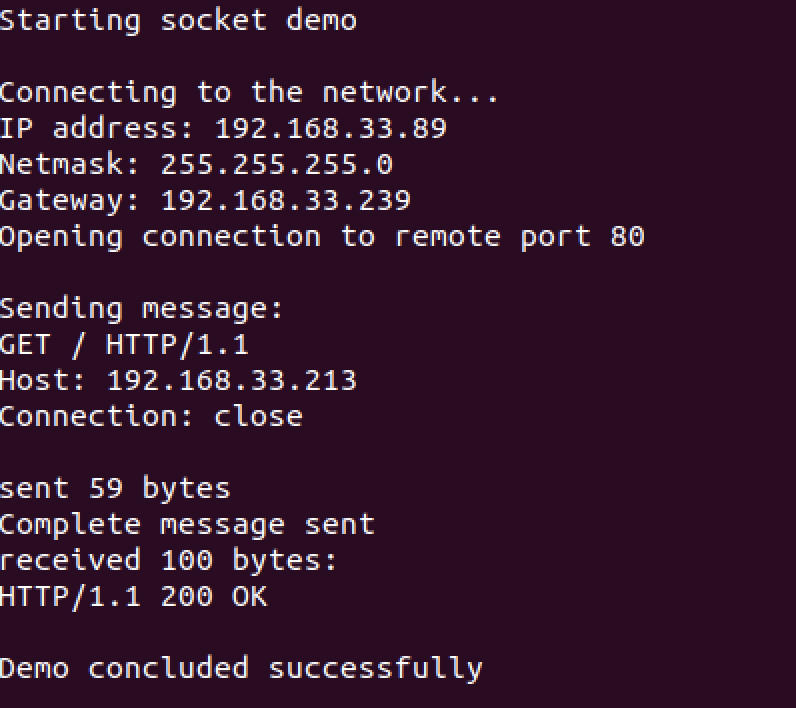 Starting socket demo
Connecting to the network...
IP address: 192.168.33.89
Netmask: 255.255.255.0
Gateway: 192.168.33.239
Opening connection to remote port 80
Sending message:
GET / HTTP/1.1
Host: 192.168.33.213
Connection: close
sent 59 bytes
Complete message sent
received 100 bytes:
HTTP/1.1 200 OK
Demo concluded successfully